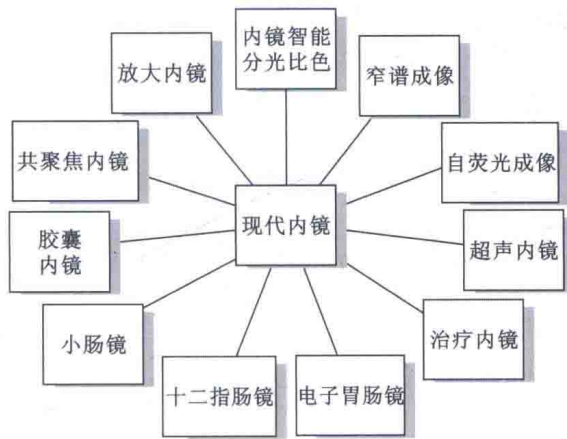 内镜智能
分光比色
放大内镜
窄谱成像
共聚焦内镜
自荧光成像
现代内镜
胶囊
内镜
超声内镜
小肠镜
治疗内镜
十二指肠镜
电子胃肠镜